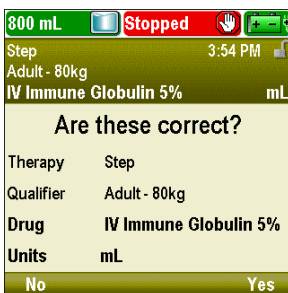 800 mL Stopped
Step 3:54 PM
Adult - 80kg
IV Immune Globulin 5% mL
Are these correct?
Therapy Step
Qualifier Adult - 80kg
Drug IV Immune Globulin 5%
Units mL
No Yes